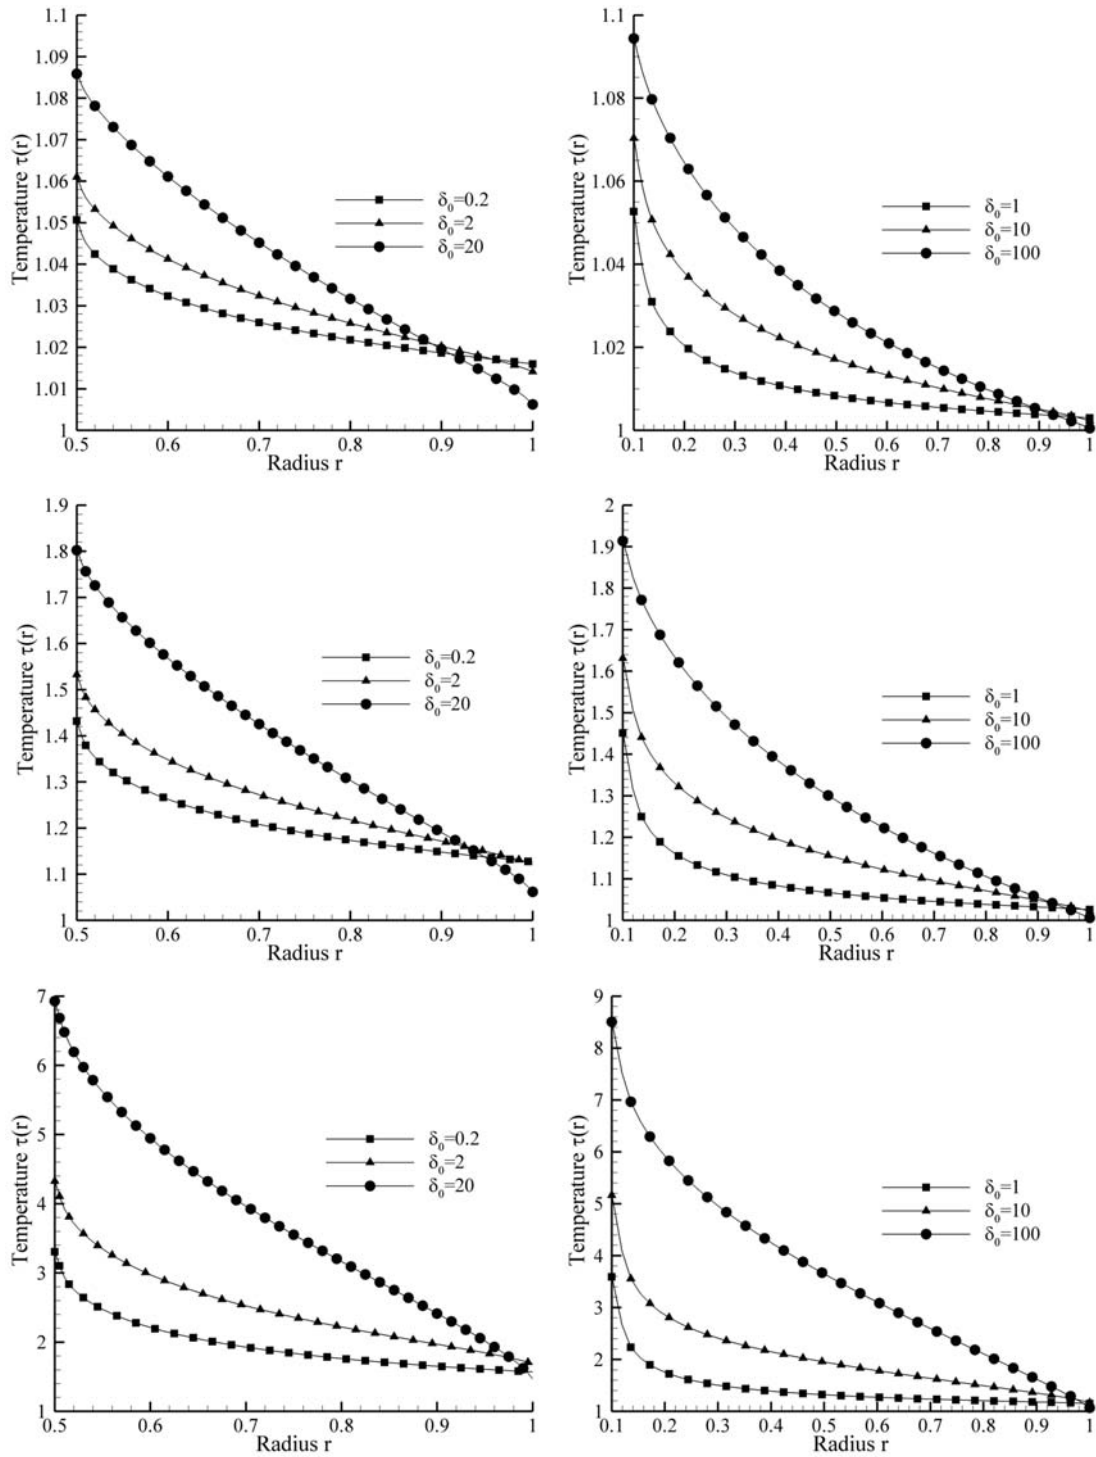 1.1
1.09
1.08
1.07
1.06
1.05
1.04
1.03
1.02
1.01
1
Temperature τ(r)
δ₀=0.2
δ₀=2
δ₀=20
0.5 0.6 0.7 0.8 0.9 1
Radius r
1.1
1.08
1.06
1.04
1.02
Temperature τ(r)
δ₀=1
δ₀=10
δ₀=100
0.1 0.2 0.3 0.4 0.5 0.6 0.7 0.8 0.9 1
Radius r
1.9
1.8
1.7
1.6
1.5
1.4
1.3
1.2
1.1
1
Temperature τ(r)
δ₀=0.2
δ₀=2
δ₀=20
0.5 0.6 0.7 0.8 0.9 1
Radius r
2
1.9
1.8
1.7
1.6
1.5
1.4
1.3
1.2
1.1
1
Temperature τ(r)
δ₀=1
δ₀=10
δ₀=100
0.1 0.2 0.3 0.4 0.5 0.6 0.7 0.8 0.9 1
Radius r
7
6
5
4
3
2
1
Temperature τ(r)
δ₀=0.2
δ₀=2
δ₀=20
0.5 0.6 0.7 0.8 0.9 1
Radius r
9
8
7
6
5
4
3
2
1
Temperature τ(r)
δ₀=1
δ₀=10
δ₀=100
0.1 0.2 0.3 0.4 0.5 0.6 0.7 0.8 0.9 1
Radius r